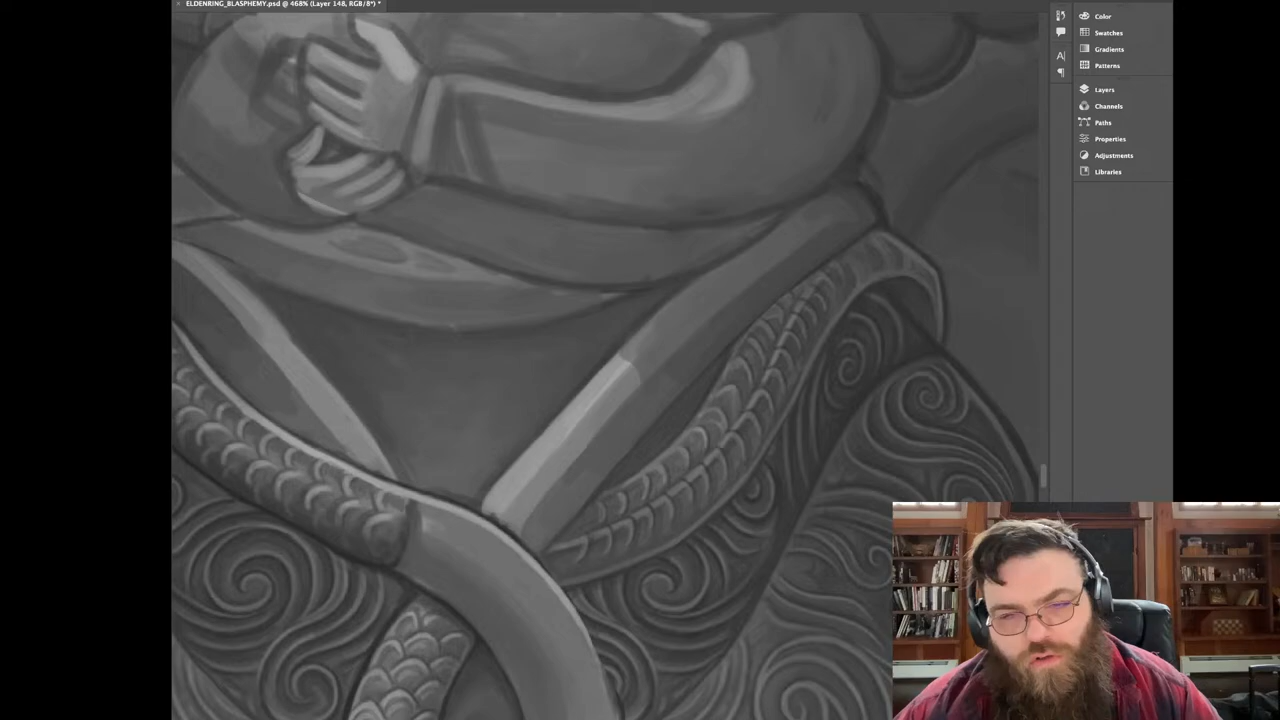 × ELDENRING_BLASPHEMY.psd @ 468% (Layer 148, RGB/8*) *
Color
Swatches
Gradients
Patterns
A|
¶
Layers
Channels
Paths
Properties
Adjustments
Libraries